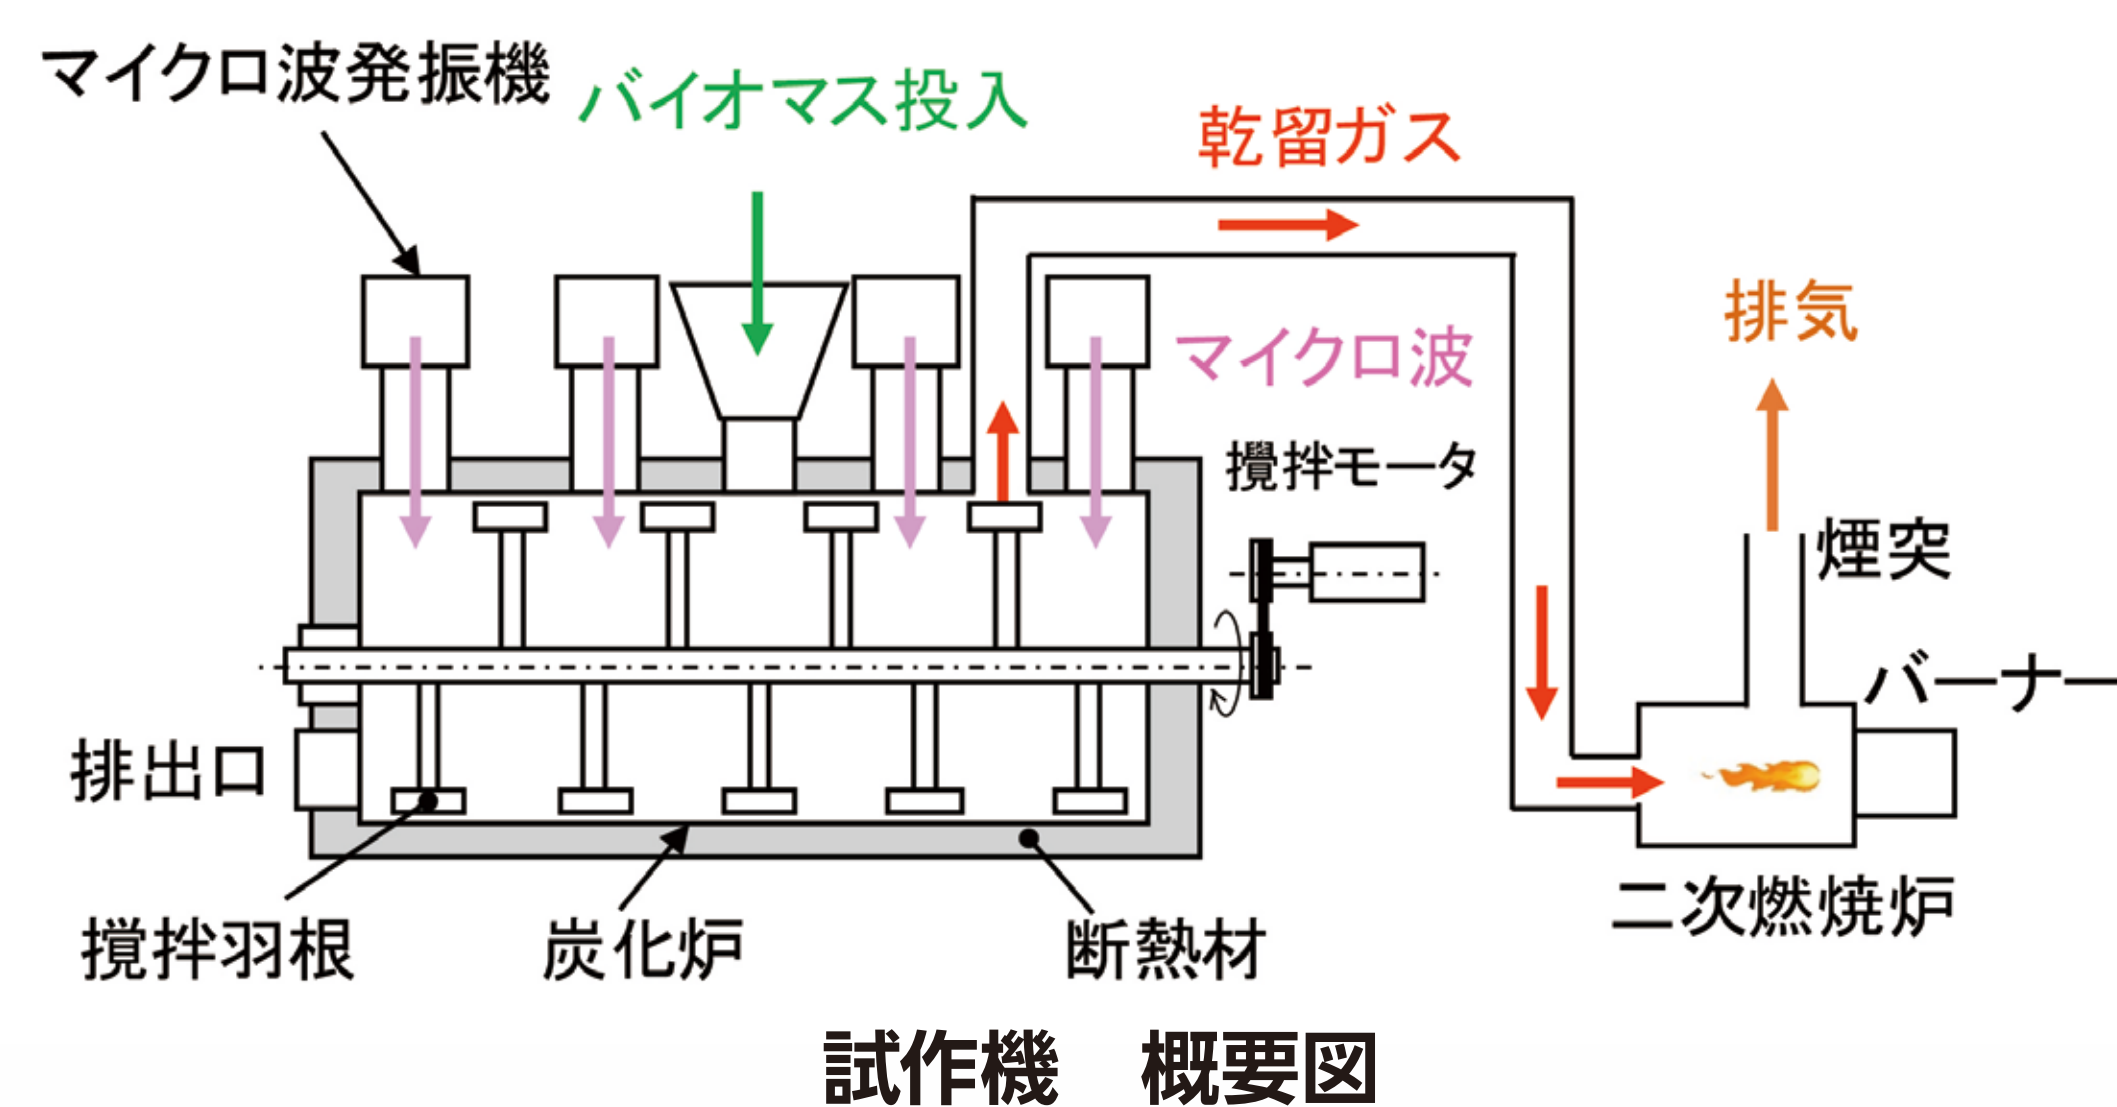 マイクロ波発振機
バイオマス投入
乾留ガス
排気
マイクロ波
攪拌モータ
煙突
バーナー
排出口
二次燃焼炉
攪拌羽根
炭化炉
断熱材
試作機　概要図